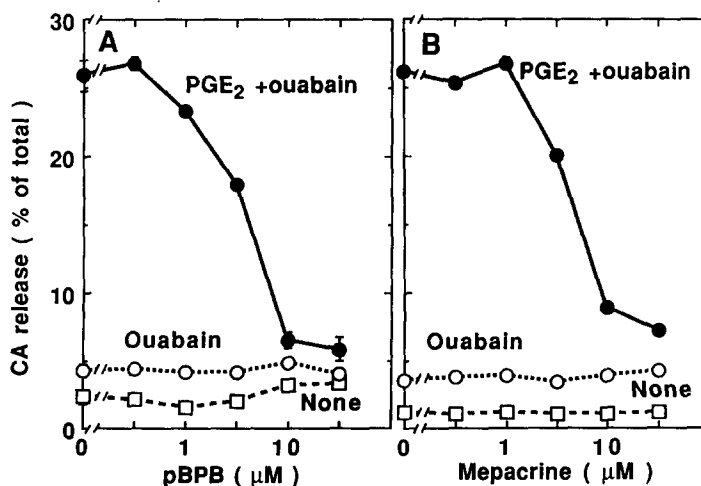 CA release ( % of total )
30
20
10
0
A
PGE₂ +ouabain
Ouabain
None
0
1
10
pBPB ( μM )
B
PGE₂ +ouabain
Ouabain
None
0
1
10
Mepacrine ( μM )